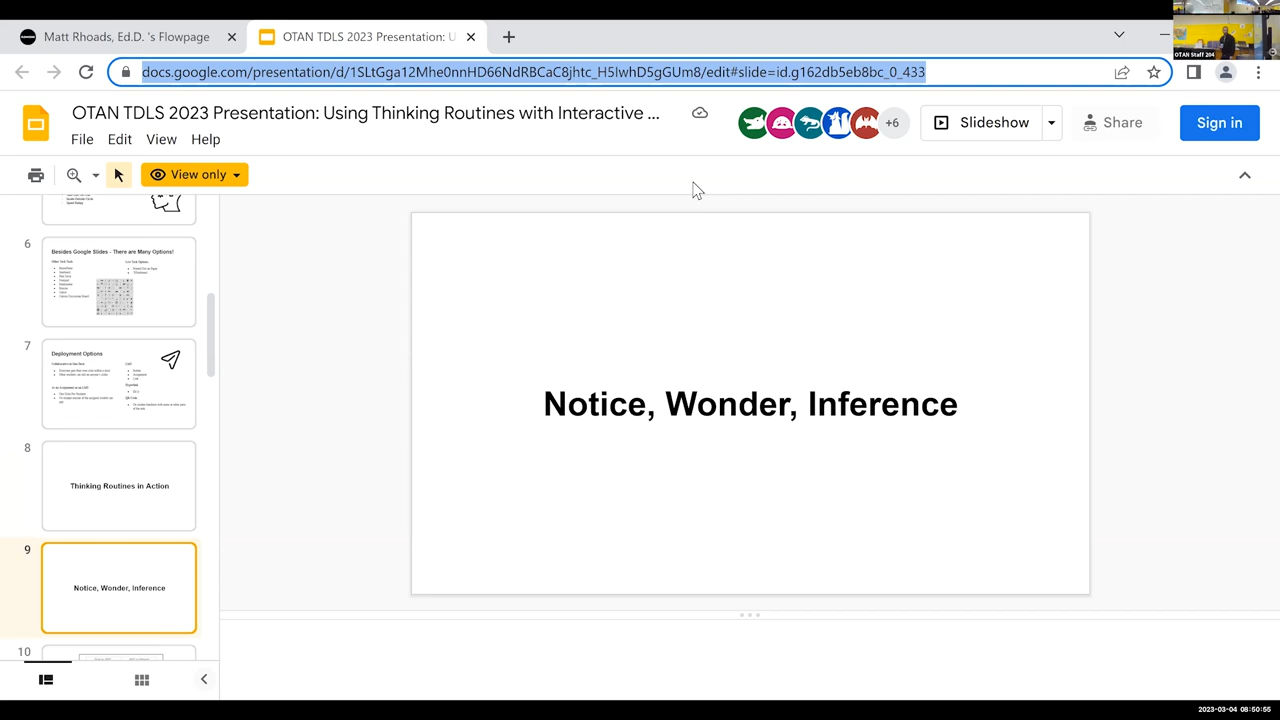 Matt Rhoads, Ed.D. 's Flowpage
OTAN TDLS 2023 Presentation: U
OTAN Staff 204
docs.google.com/presentation/d/1SLtGga12Mhe0nnHD6GNdsBCaC8jhtc_H5lwhD5gGUm8/edit#slide=id.g162db5eb8bc_0_433
OTAN TDLS 2023 Presentation: Using Thinking Routines with Interactive ...
+6
Slideshow
Share
Sign in
File Edit View Help
View only
6
Besides Google Slides - There are Many Options!
7
Deployment Options
8
Thinking Routines in Action
9
Notice, Wonder, Inference
10
Notice, Wonder, Inference
2023-03-04 08:50:55